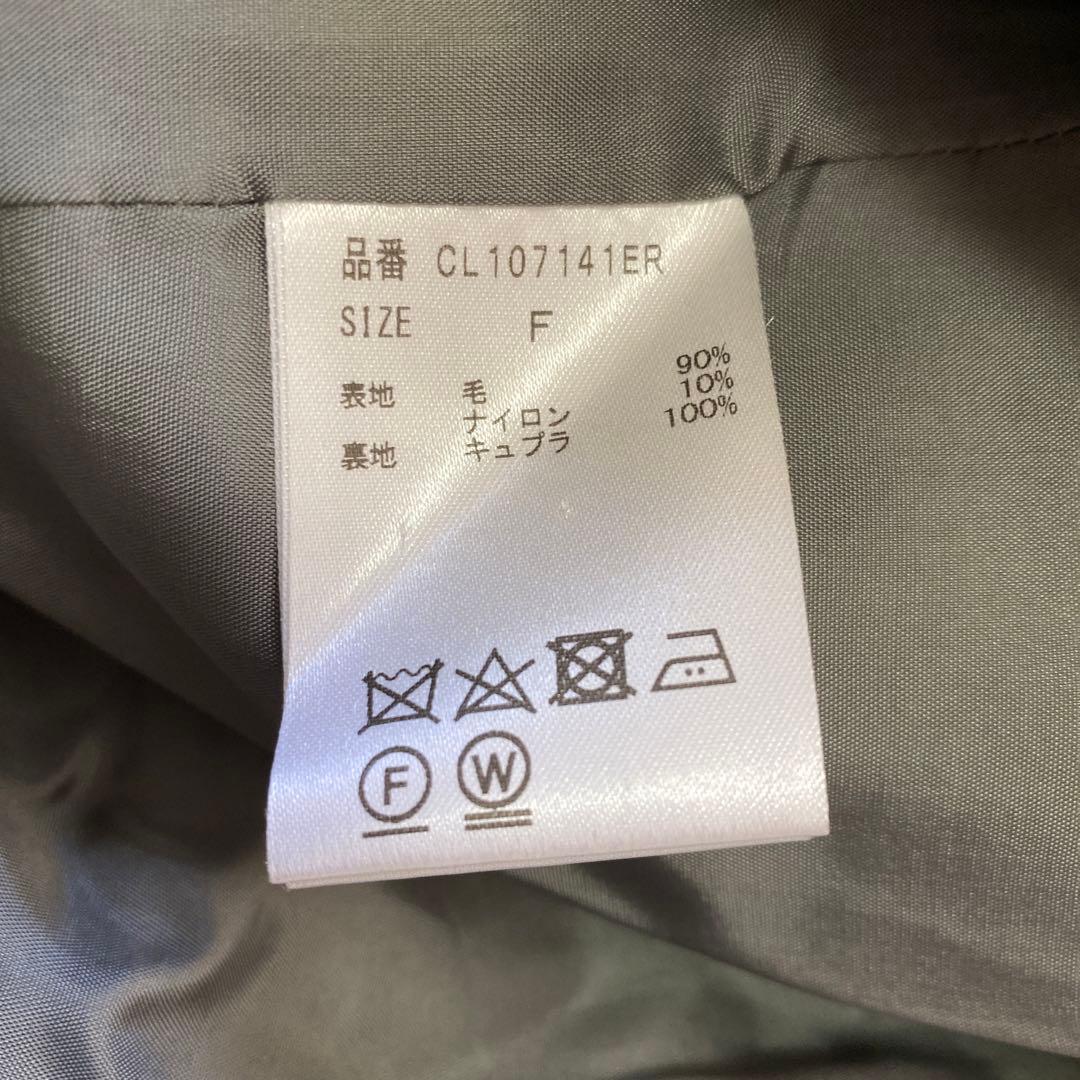 品番 CL107141ER
SIZE F
表地 毛 90%
ナイロン 10%
裏地 キュプラ 100%
F W